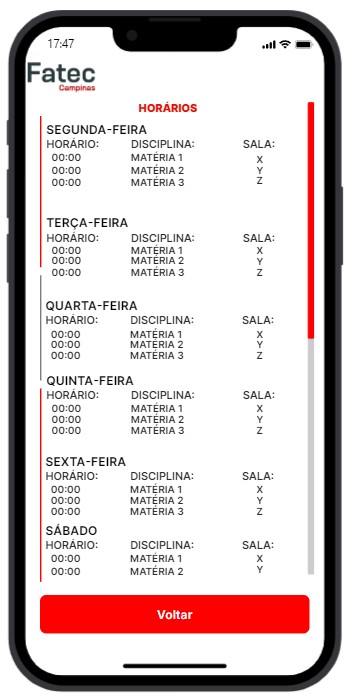 17:47
Fatec
Campinas
HORÁRIOS
SEGUNDA-FEIRA
HORÁRIO: DISCIPLINA: SALA:
00:00 MATÉRIA 1 X
00:00 MATÉRIA 2 Y
00:00 MATÉRIA 3 Z
TERÇA-FEIRA
HORÁRIO: DISCIPLINA: SALA:
00:00 MATÉRIA 1 X
00:00 MATÉRIA 2 Y
00:00 MATÉRIA 3 Z
QUARTA-FEIRA
HORÁRIO: DISCIPLINA: SALA:
00:00 MATÉRIA 1 X
00:00 MATÉRIA 2 Y
00:00 MATÉRIA 3 Z
QUINTA-FEIRA
HORÁRIO: DISCIPLINA: SALA:
00:00 MATÉRIA 1 X
00:00 MATÉRIA 2 Y
00:00 MATÉRIA 3 Z
SEXTA-FEIRA
HORÁRIO: DISCIPLINA: SALA:
00:00 MATÉRIA 1 X
00:00 MATÉRIA 2 Y
00:00 MATÉRIA 3 Z
SÁBADO
HORÁRIO: DISCIPLINA: SALA:
00:00 MATÉRIA 1 X
00:00 MATÉRIA 2 Y
Voltar